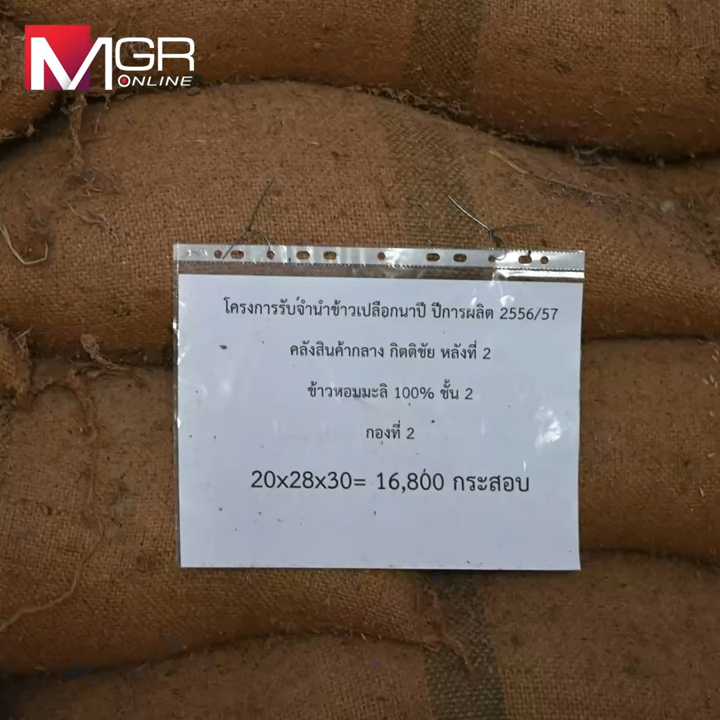 MGR
ONLINE
โครงการรับจำนำข้าวเปลือกนาปี ปีการผลิต 2556/57
คลังสินค้ากลาง กิตติชัย หลังที่ 2
ข้าวหอมมะลิ 100% ชั้น 2
กองที่ 2
20x28x30= 16,800 กระสอบ